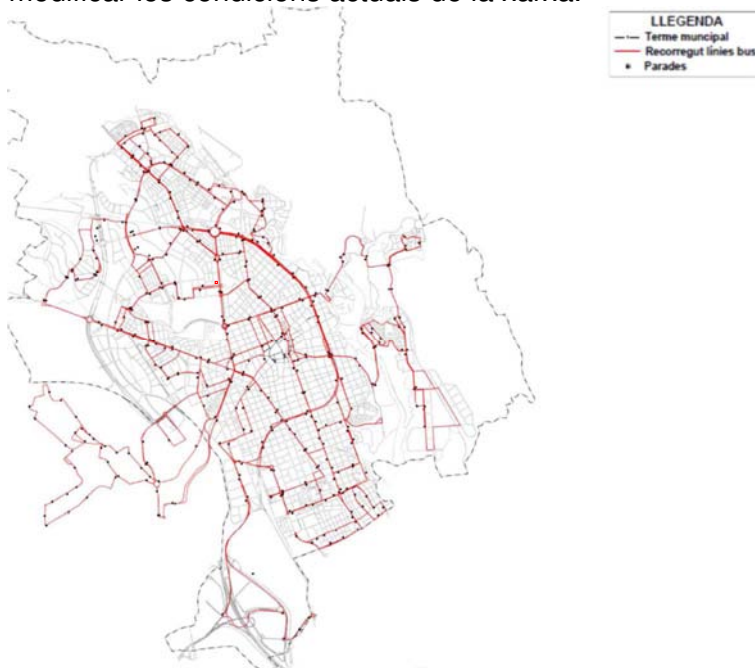 modificar les condicions actuals de la xarxa.
LLEGENDA
Terme muncipal
Recorregut línies bus
Parades